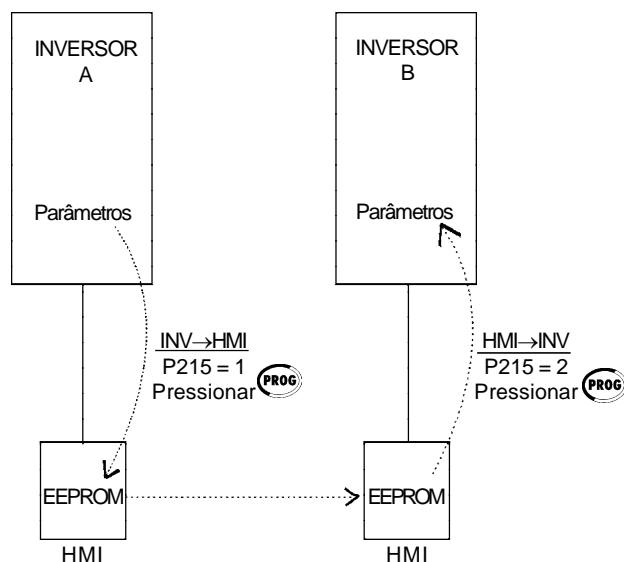 INVERSOR
A
Parâmetros
INV→HMI
P215 = 1
Pressionar PROG
EEPROM
HMI
INVERSOR
B
Parâmetros
HMI→INV
P215 = 2
Pressionar PROG
EEPROM
HMI